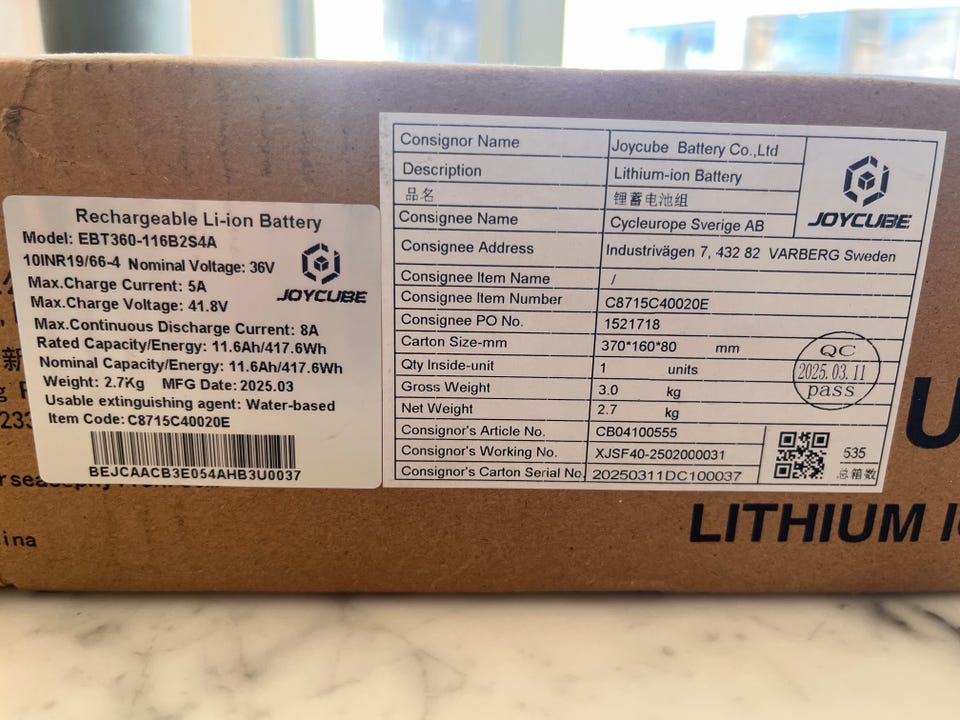 Rechargeable Li-ion Battery
Model: EBT360-116B2S4A
10INR19/66-4 Nominal Voltage: 36V
Max.Charge Current: 5A
Max.Charge Voltage: 41.8V
JOYCUBE
Max.Continuous Discharge Current: 8A
Rated Capacity/Energy: 11.6Ah/417.6Wh
Nominal Capacity/Energy: 11.6Ah/417.6Wh
Weight: 2.7Kg MFG Date: 2025.03
Usable extinguishing agent: Water-based
Item Code: C8715C40020E
BEJCAACB3E054AHB3U0037
Consignor Name Joycube Battery Co.,Ltd
Description Lithium-ion Battery
品名 锂蓄电池组
Consignee Name Cycleurope Sverige AB
JOYCUBE
Consignee Address Industrivägen 7, 432 82 VARBERG Sweden
Consignee Item Name /
Consignee Item Number C8715C40020E
Consignee PO No. 1521718
Carton Size-mm 370*160*80 mm
Qty Inside-unit 1 units
Gross Weight 3.0 kg
Net Weight 2.7 kg
Consignor's Article No. CB04100555
Consignor's Working No. XJSF40-2502000031
Consignor's Carton Serial No. 20250311DC100037
QC
2025.03.11
pass
535
总箱数
新
233
ina
U
LITHIUM I